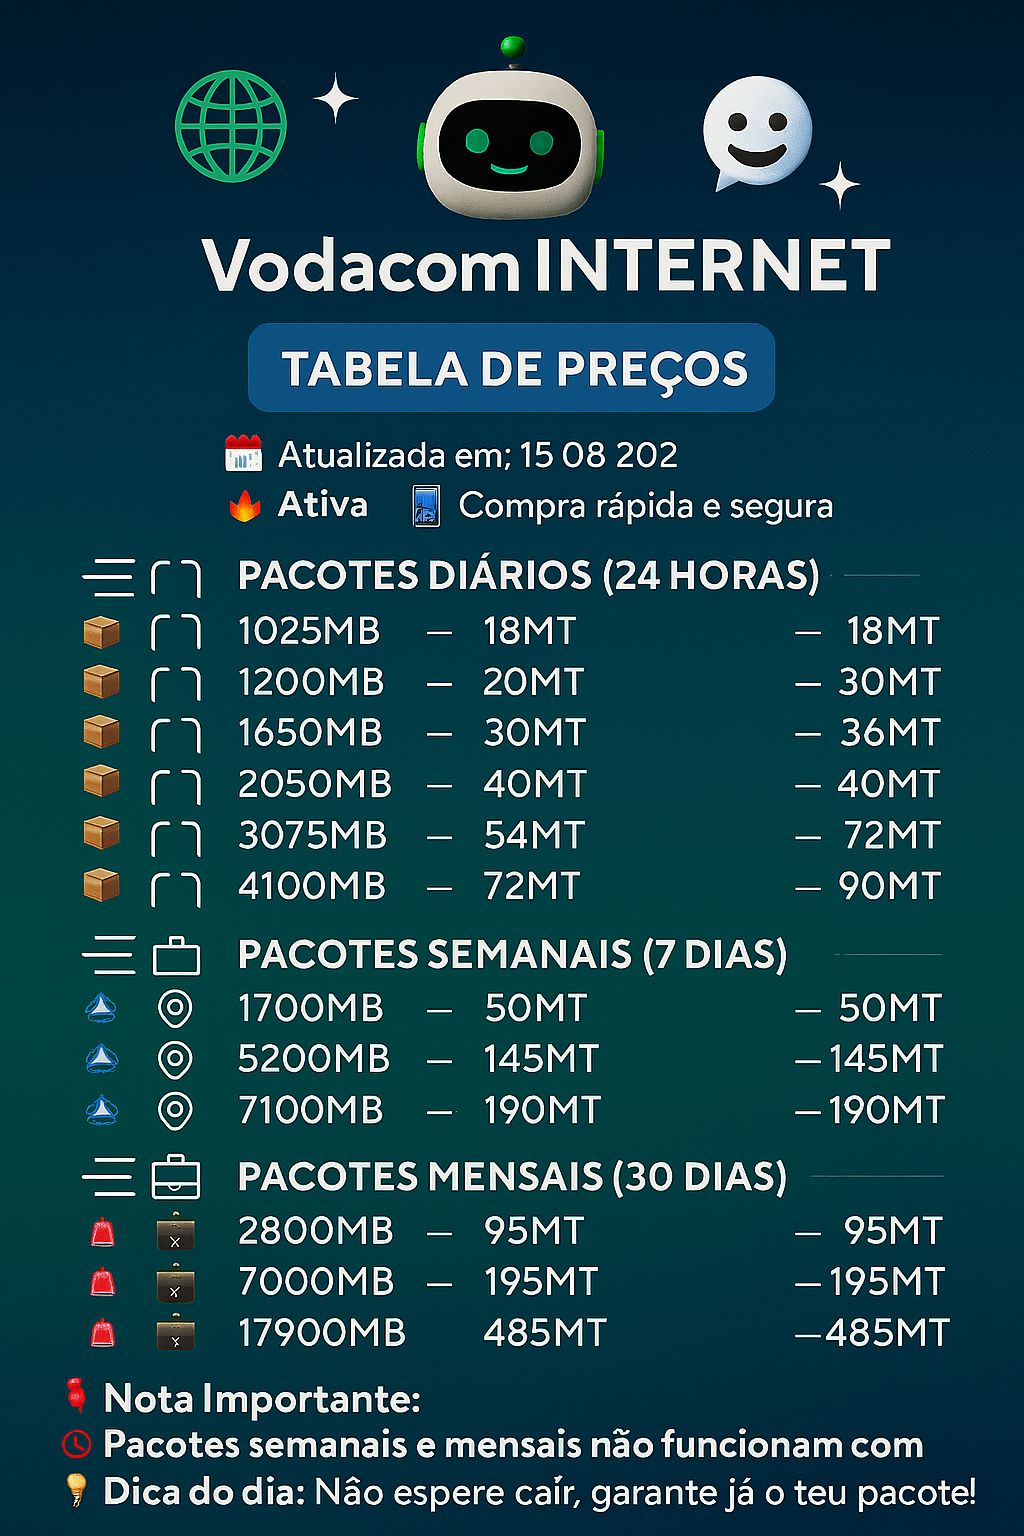 Vodacom INTERNET
TABELA DE PREÇOS
Atualizada em; 15 08 202
Ativa Compra rápida e segura
PACOTES DIÁRIOS (24 HORAS)
1025MB — 18MT — 18MT
1200MB — 20MT — 30MT
1650MB — 30MT — 36MT
2050MB — 40MT — 40MT
3075MB — 54MT — 72MT
4100MB — 72MT — 90MT
PACOTES SEMANAIS (7 DIAS)
1700MB — 50MT — 50MT
5200MB — 145MT — 145MT
7100MB — 190MT — 190MT
PACOTES MENSAIS (30 DIAS)
2800MB — 95MT — 95MT
7000MB — 195MT — 195MT
17900MB 485MT — 485MT
Nota Importante:
Pacotes semanais e mensais não funcionam com
Dica do dia: Nâo espere caír, garante já o teu pacote!